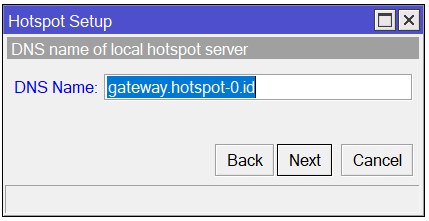 Hotspot Setup
DNS name of local hotspot server
DNS Name: gateway.hotspot-0.id
Back Next Cancel